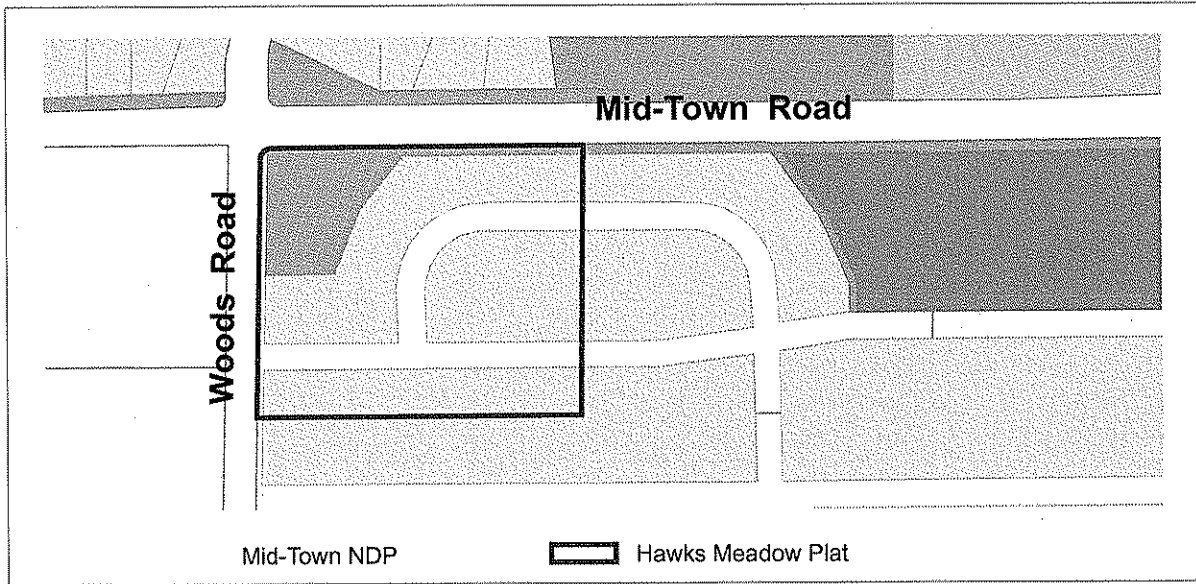 Mid-Town Road
Woods Road
Mid-Town NDP
Hawks Meadow Plat